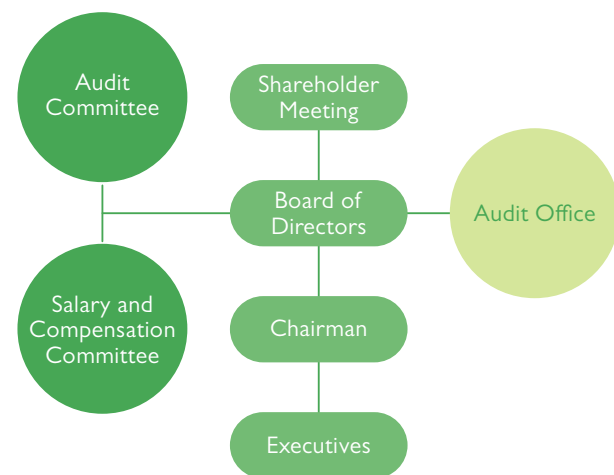 Audit
Committee
Shareholder
Meeting
Board of
Directors
Audit Office
Salary and
Compensation
Committee
Chairman
Executives